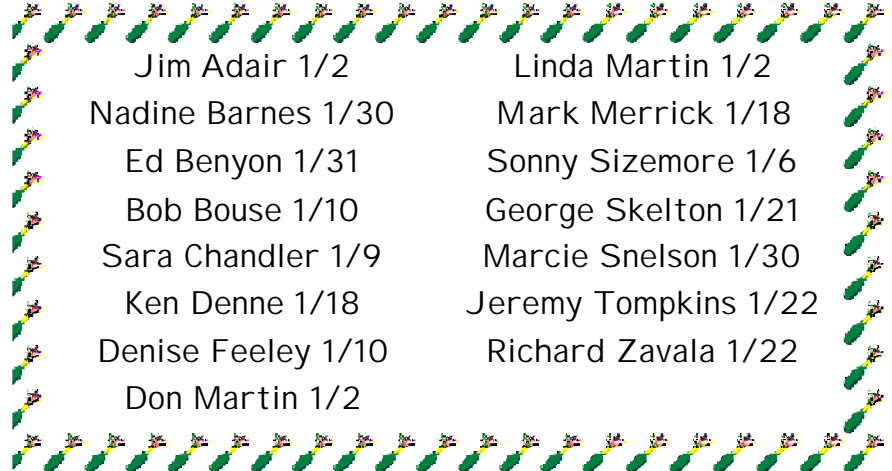 Jim Adair 1/2
Nadine Barnes 1/30
Ed Benyon 1/31
Bob Bouse 1/10
Sara Chandler 1/9
Ken Denne 1/18
Denise Feeley 1/10
Don Martin 1/2
Linda Martin 1/2
Mark Merrick 1/18
Sonny Sizemore 1/6
George Skelton 1/21
Marcie Snelson 1/30
Jeremy Tompkins 1/22
Richard Zavala 1/22